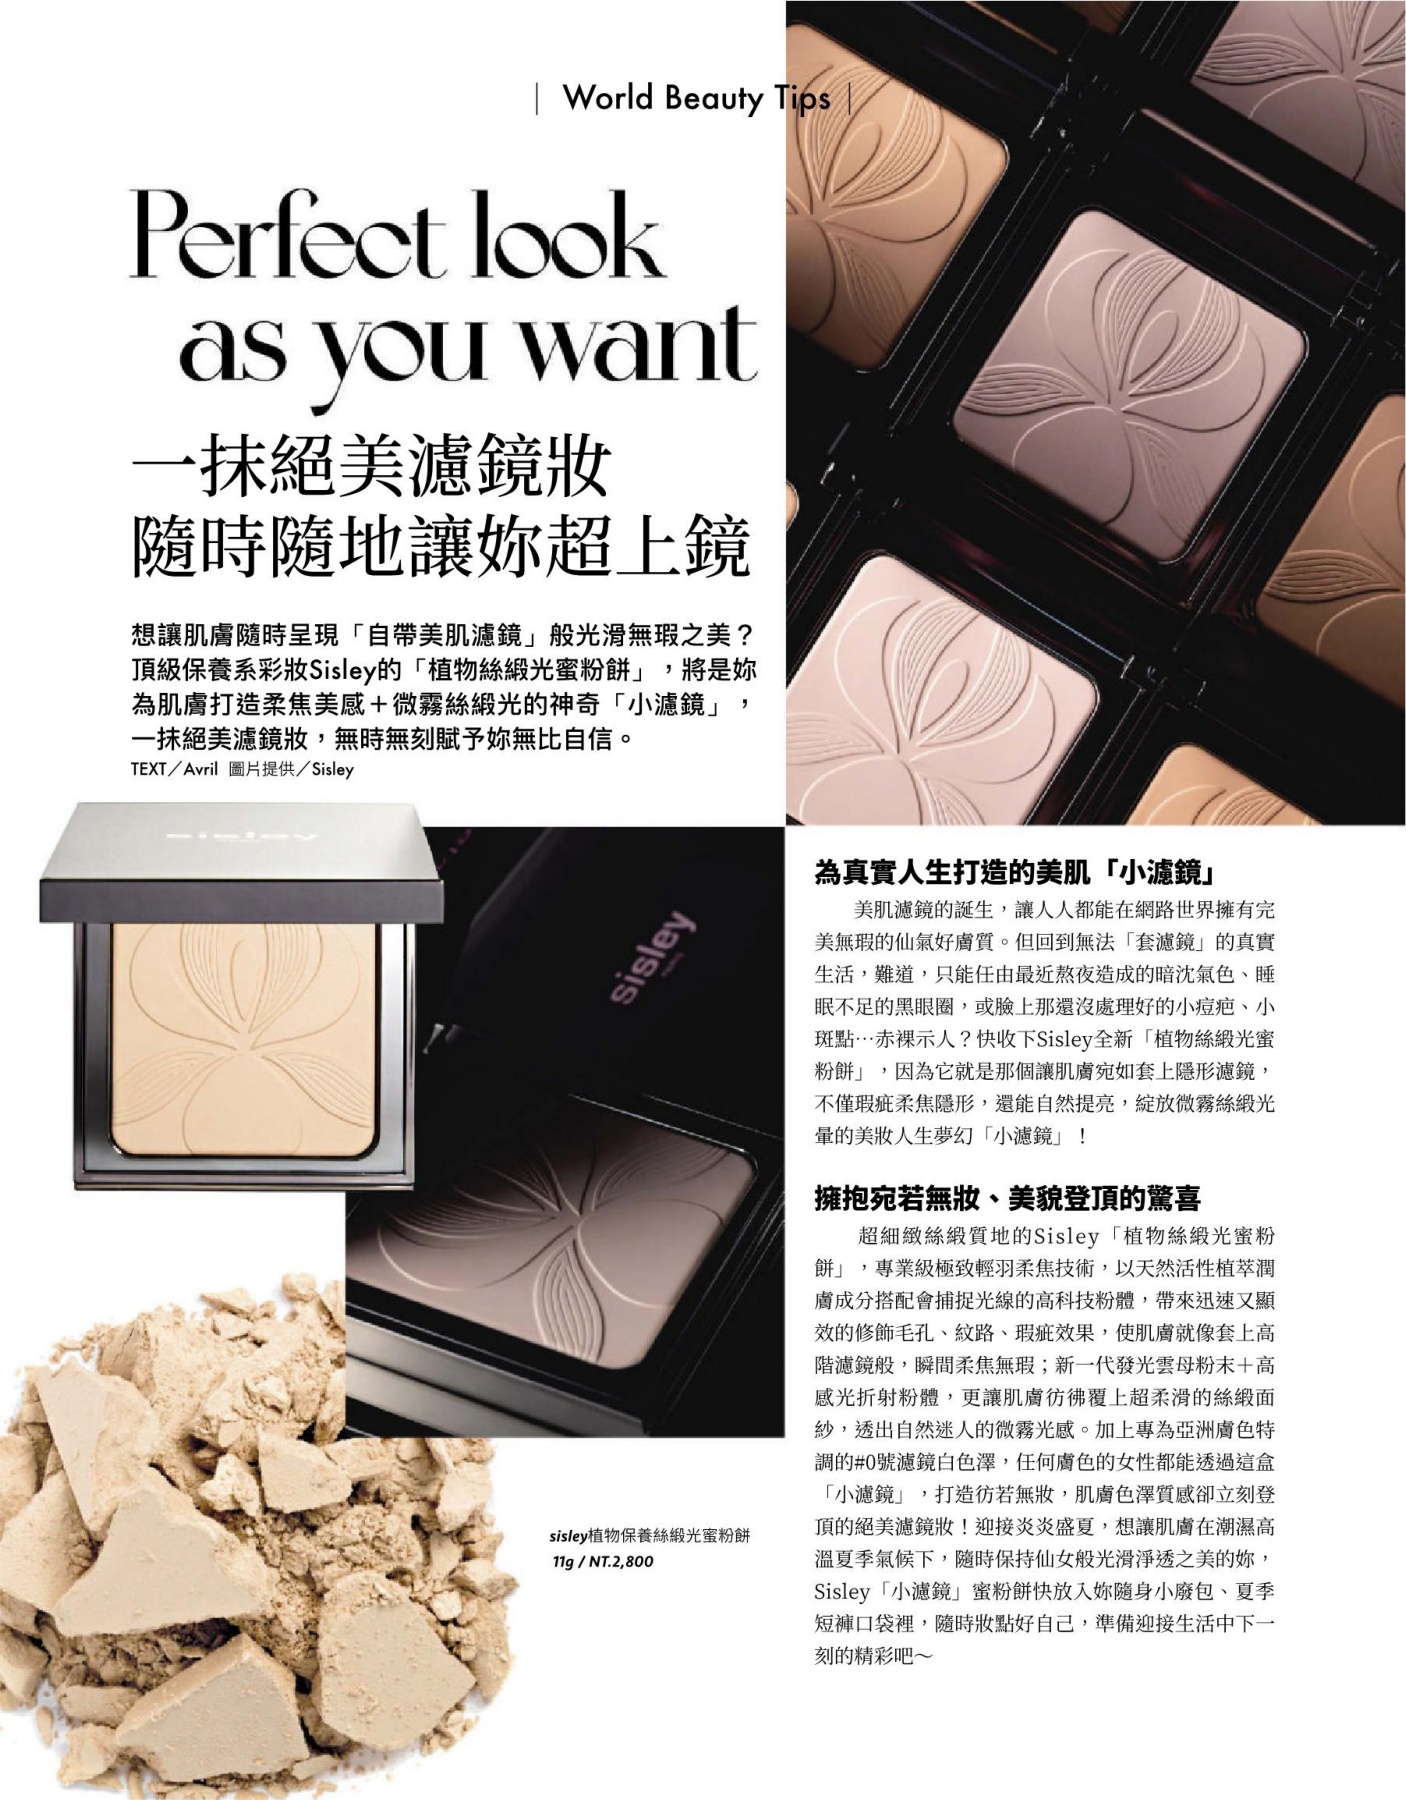 World Beauty Tips
Perfect look
as you want
一抹絕美濾鏡妝
隨時隨地讓妳超上鏡
想讓肌膚隨時呈現「自帶美肌濾鏡」般光滑無瑕之美？
頂級保養系彩妝Sisley的「植物絲緞光蜜粉餅」，將是妳
為肌膚打造柔焦美感＋微霧絲緞光的神奇「小濾鏡」，
一抹絕美濾鏡妝，無時無刻賦予妳無比自信。
TEXT／Avril 圖片提供／Sisley
sisley
sisley
PARIS
為真實人生打造的美肌「小濾鏡」
美肌濾鏡的誕生，讓人人都能在網路世界擁有完
美無瑕的仙氣好膚質。但回到無法「套濾鏡」的真實
生活，難道，只能任由最近熬夜造成的暗沈氣色、睡
眠不足的黑眼圈，或臉上那還沒處理好的小痘疤、小
斑點…赤裸示人？快收下Sisley全新「植物絲緞光蜜
粉餅」，因為它就是那個讓肌膚宛如套上隱形濾鏡，
不僅瑕疵柔焦隱形，還能自然提亮，綻放微霧絲緞光
暈的美妝人生夢幻「小濾鏡」！
擁抱宛若無妝、美貌登頂的驚喜
超細緻絲緞質地的Sisley「植物絲緞光蜜粉
餅」，專業級極致輕羽柔焦技術，以天然活性植萃潤
膚成分搭配會捕捉光線的高科技粉體，帶來迅速又顯
效的修飾毛孔、紋路、瑕疵效果，使肌膚就像套上高
階濾鏡般，瞬間柔焦無瑕；新一代發光雲母粉末＋高
感光折射粉體，更讓肌膚彷彿覆上超柔滑的絲緞面
紗，透出自然迷人的微霧光感。加上專為亞洲膚色特
調的#0號濾鏡白色澤，任何膚色的女性都能透過這盒
「小濾鏡」，打造彷若無妝，肌膚色澤質感卻立刻登
頂的絕美濾鏡妝！迎接炎炎盛夏，想讓肌膚在潮濕高
溫夏季氣候下，隨時保持仙女般光滑淨透之美的妳，
Sisley「小濾鏡」蜜粉餅快放入妳隨身小廢包、夏季
短褲口袋裡，隨時妝點好自己，準備迎接生活中下一
刻的精彩吧～
sisley植物保養絲緞光蜜粉餅
11g / NT.2,800